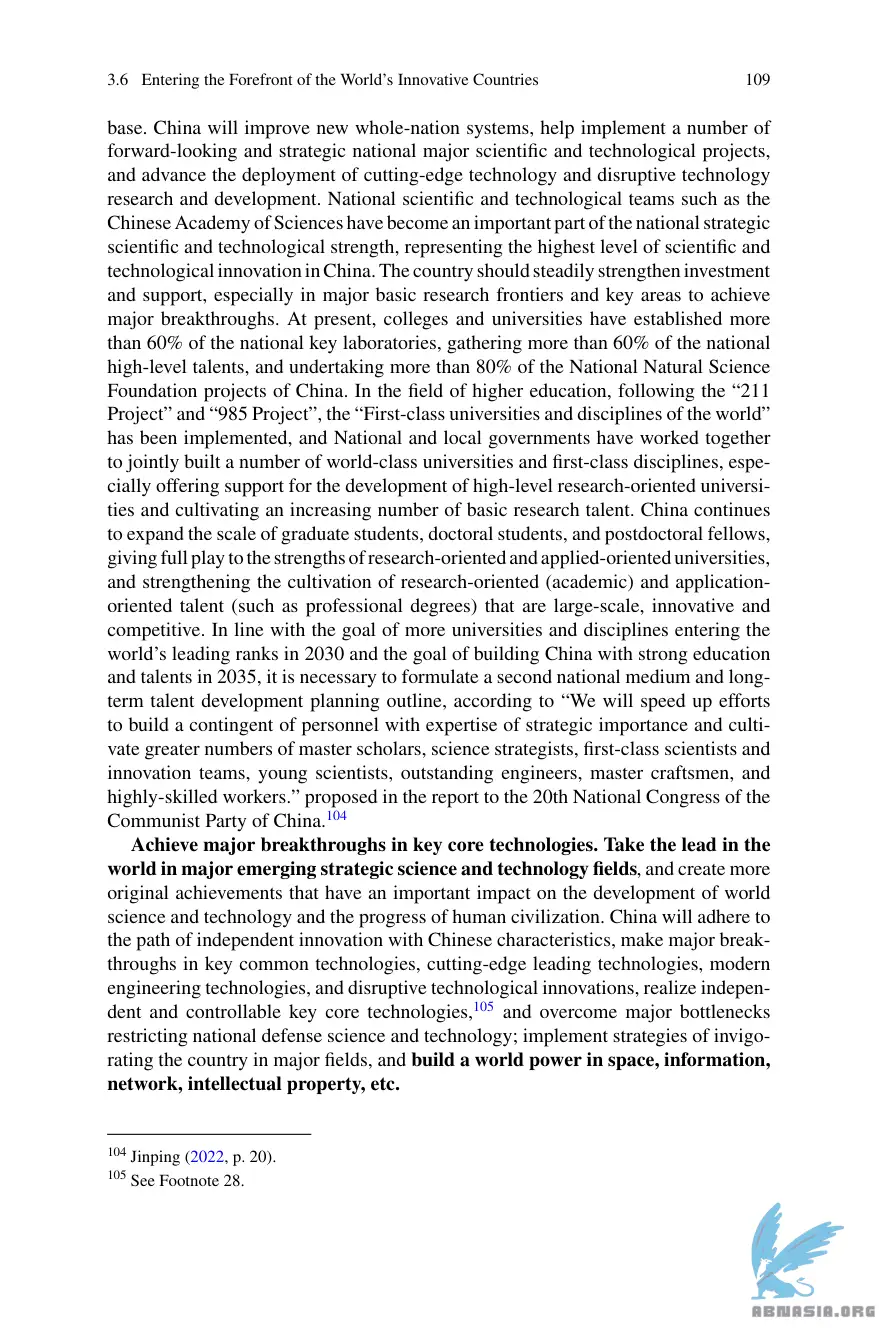 3.6 Entering the Forefront of the World's Innovative Countries 109
base. China will improve new whole-nation systems, help implement a number of
forward-looking and strategic national major scientific and technological projects,
and advance the deployment of cutting-edge technology and disruptive technology
research and development. National scientific and technological teams such as the
Chinese Academy of Sciences have become an important part of the national strategic
scientific and technological strength, representing the highest level of scientific and
technological innovation in China. The country should steadily strengthen investment
and support, especially in major basic research frontiers and key areas to achieve
major breakthroughs. At present, colleges and universities have established more
than 60% of the national key laboratories, gathering more than 60% of the national
high-level talents, and undertaking more than 80% of the National Natural Science
Foundation projects of China. In the field of higher education, following the “211
Project” and “985 Project”, the “First-class universities and disciplines of the world”
has been implemented, and National and local governments have worked together
to jointly built a number of world-class universities and first-class disciplines, espe-
cially offering support for the development of high-level research-oriented universi-
ties and cultivating an increasing number of basic research talent. China continues
to expand the scale of graduate students, doctoral students, and postdoctoral fellows,
giving full play to the strengths of research-oriented and applied-oriented universities,
and strengthening the cultivation of research-oriented (academic) and application-
oriented talent (such as professional degrees) that are large-scale, innovative and
competitive. In line with the goal of more universities and disciplines entering the
world's leading ranks in 2030 and the goal of building China with strong education
and talents in 2035, it is necessary to formulate a second national medium and long-
term talent development planning outline, according to “We will speed up efforts
to build a contingent of personnel with expertise of strategic importance and culti-
vate greater numbers of master scholars, science strategists, first-class scientists and
innovation teams, young scientists, outstanding engineers, master craftsmen, and
highly-skilled workers.” proposed in the report to the 20th National Congress of the
Communist Party of China.104
Achieve major breakthroughs in key core technologies. Take the lead in the
world in major emerging strategic science and technology fields, and create more
original achievements that have an important impact on the development of world
science and technology and the progress of human civilization. China will adhere to
the path of independent innovation with Chinese characteristics, make major break-
throughs in key common technologies, cutting-edge leading technologies, modern
engineering technologies, and disruptive technological innovations, realize indepen-
dent and controllable key core technologies,105 and overcome major bottlenecks
restricting national defense science and technology; implement strategies of invigo-
rating the country in major fields, and build a world power in space, information,
network, intellectual property, etc.
104 Jinping (2022, p. 20).
105 See Footnote 28.
ABNASIA.ORG